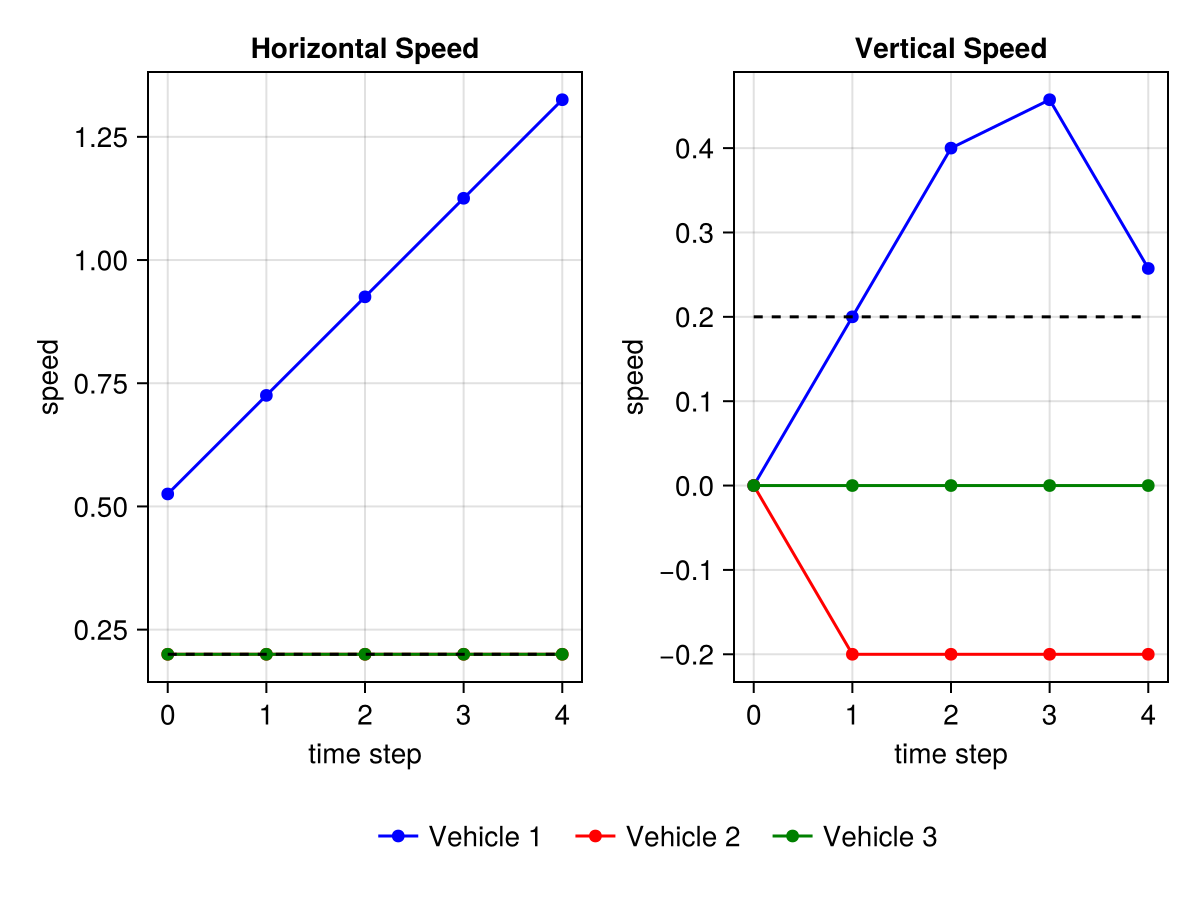 Horizontal Speed
1.25
1.00
0.75
0.50
0.25
speed
0 1 2 3 4
time step
Vertical Speed
0.4
0.3
0.2
0.1
0.0
−0.1
−0.2
speed
0 1 2 3 4
time step
Vehicle 1 Vehicle 2 Vehicle 3